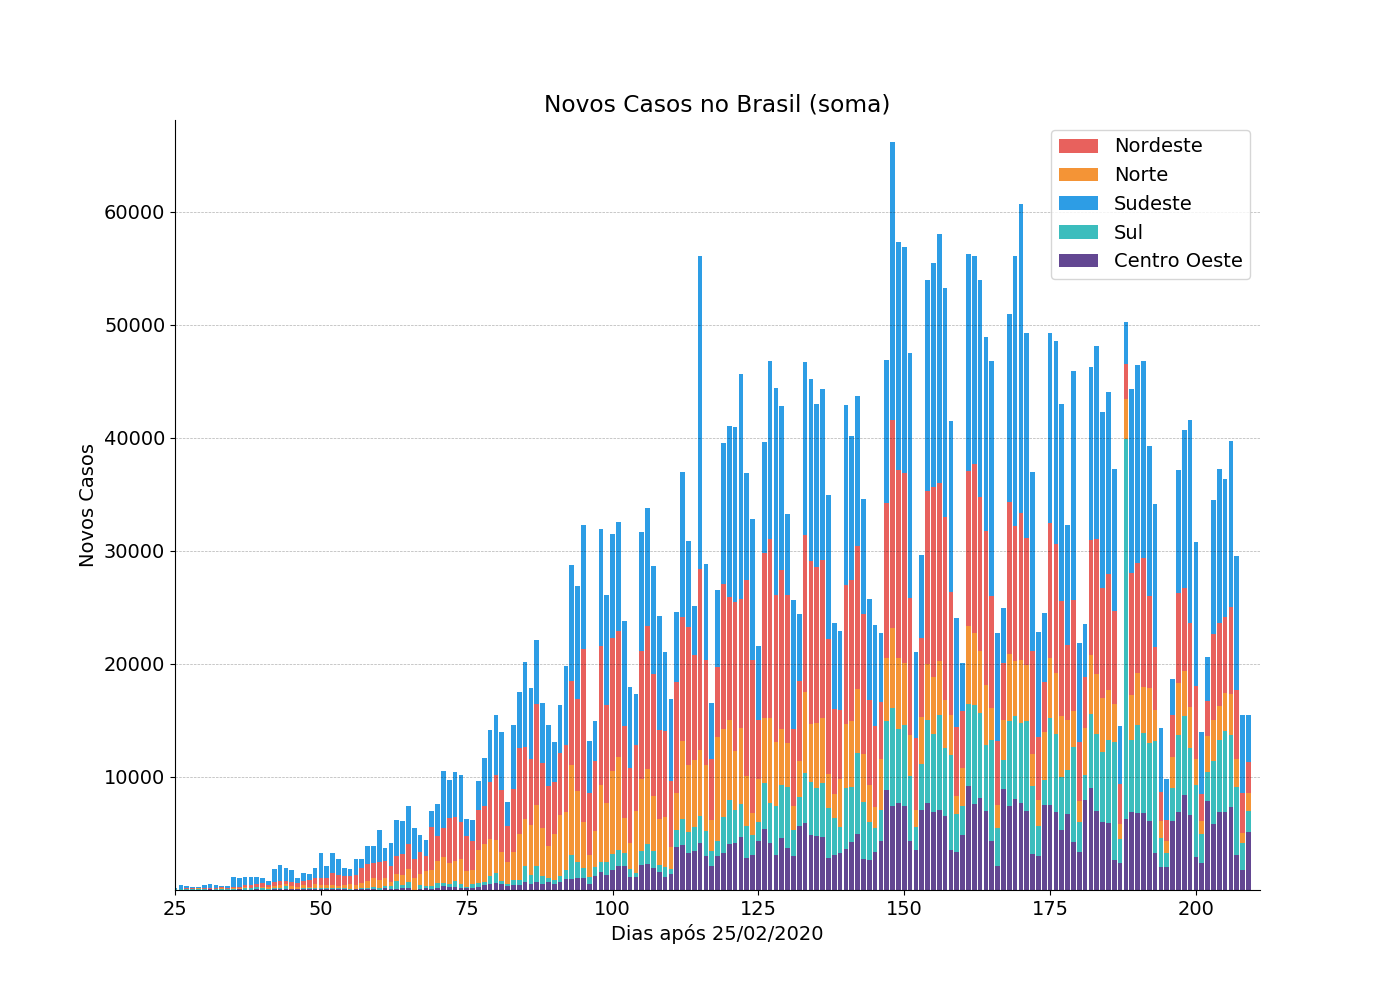 Novos Casos no Brasil (soma)
Nordeste
Norte
Sudeste
Sul
Centro Oeste
60000
50000
40000
30000
20000
10000
Novos Casos
25 50 75 100 125 150 175 200
Dias após 25/02/2020